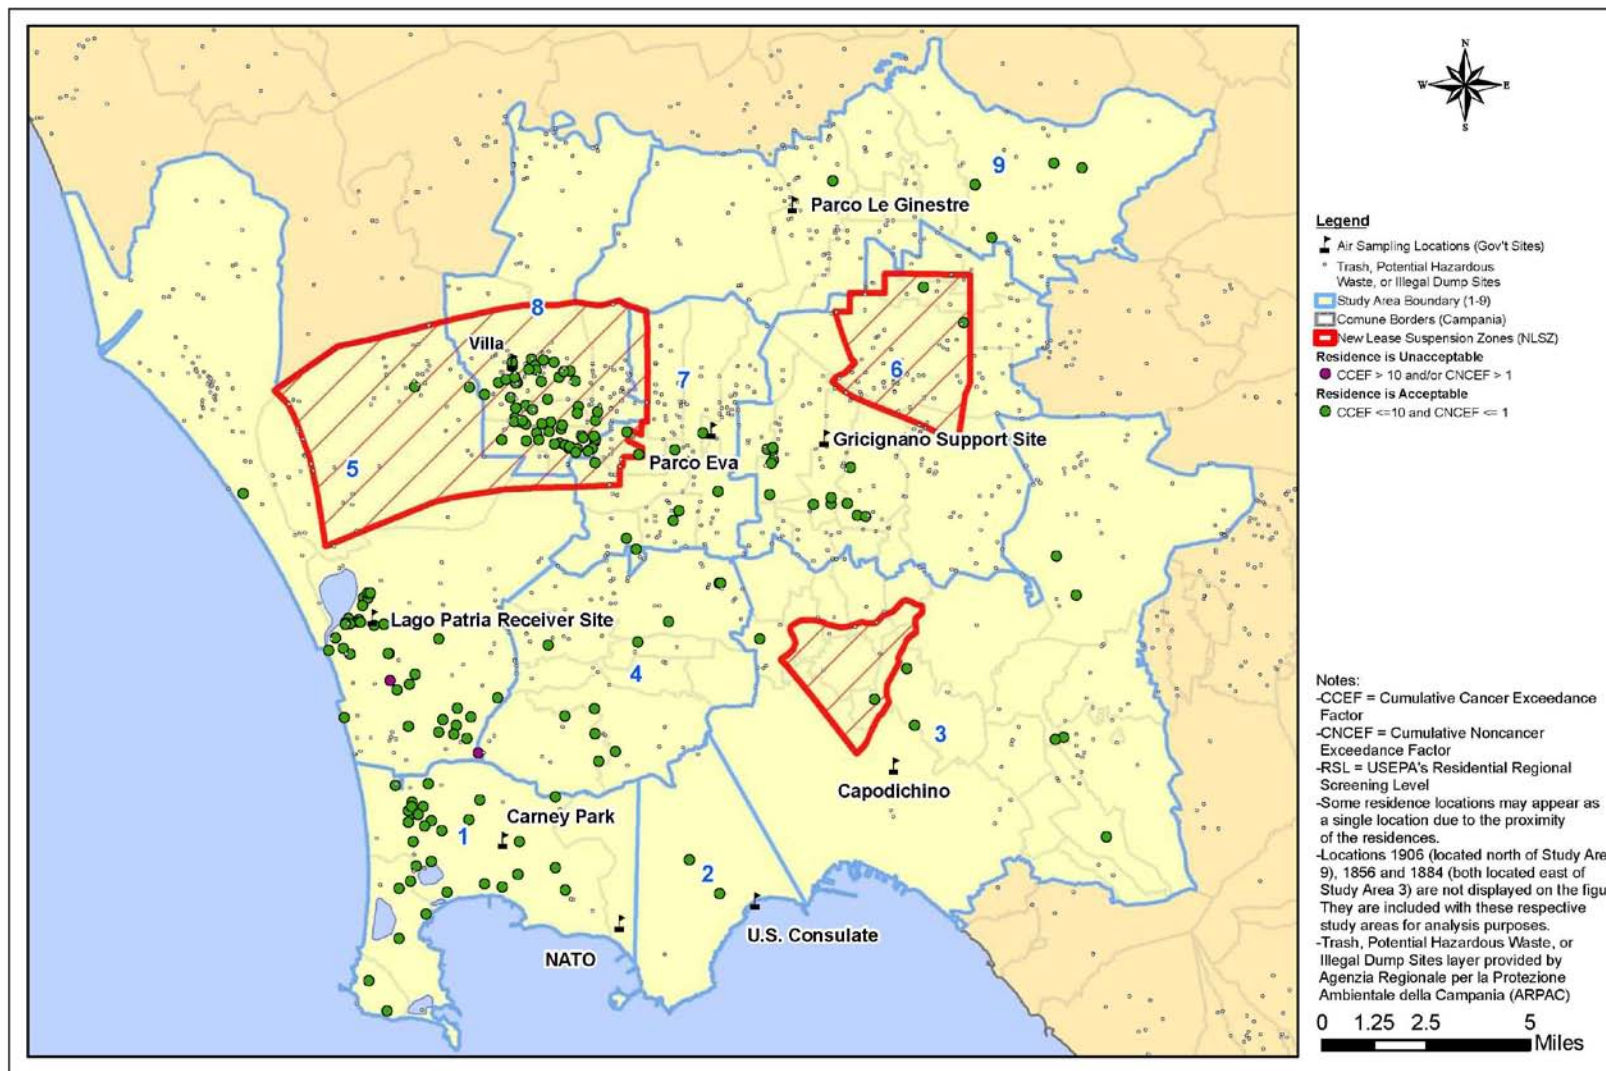 N
W
E
S
9
Parco Le Ginestre
8
Villa
7
6
Gricignano Support Site
Parco Eva
5
Lago Patria Receiver Site
4
3
Capodichino
Carney Park
1
2
U.S. Consulate
NATO
Legend
Air Sampling Locations (Gov't Sites)
Trash, Potential Hazardous
Waste, or Illegal Dump Sites
Study Area Boundary (1-9)
Comune Borders (Campania)
New Lease Suspension Zones (NLSZ)
Residence is Unacceptable
CCEF > 10 and/or CNCEF > 1
Residence is Acceptable
CCEF <=10 and CNCEF <= 1
Notes:
-CCEF = Cumulative Cancer Exceedance
Factor
-CNCEF = Cumulative Noncancer
Exceedance Factor
-RSL = USEPA's Residential Regional
Screening Level
-Some residence locations may appear as
a single location due to the proximity
of the residences.
-Locations 1906 (located north of Study Are
9), 1856 and 1884 (both located east of
Study Area 3) are not displayed on the figu
They are included with these respective
study areas for analysis purposes.
-Trash, Potential Hazardous Waste, or
Illegal Dump Sites layer provided by
Agenzia Regionale per la Protezione
Ambientale della Campania (ARPAC)
0 1.25 2.5 5
Miles